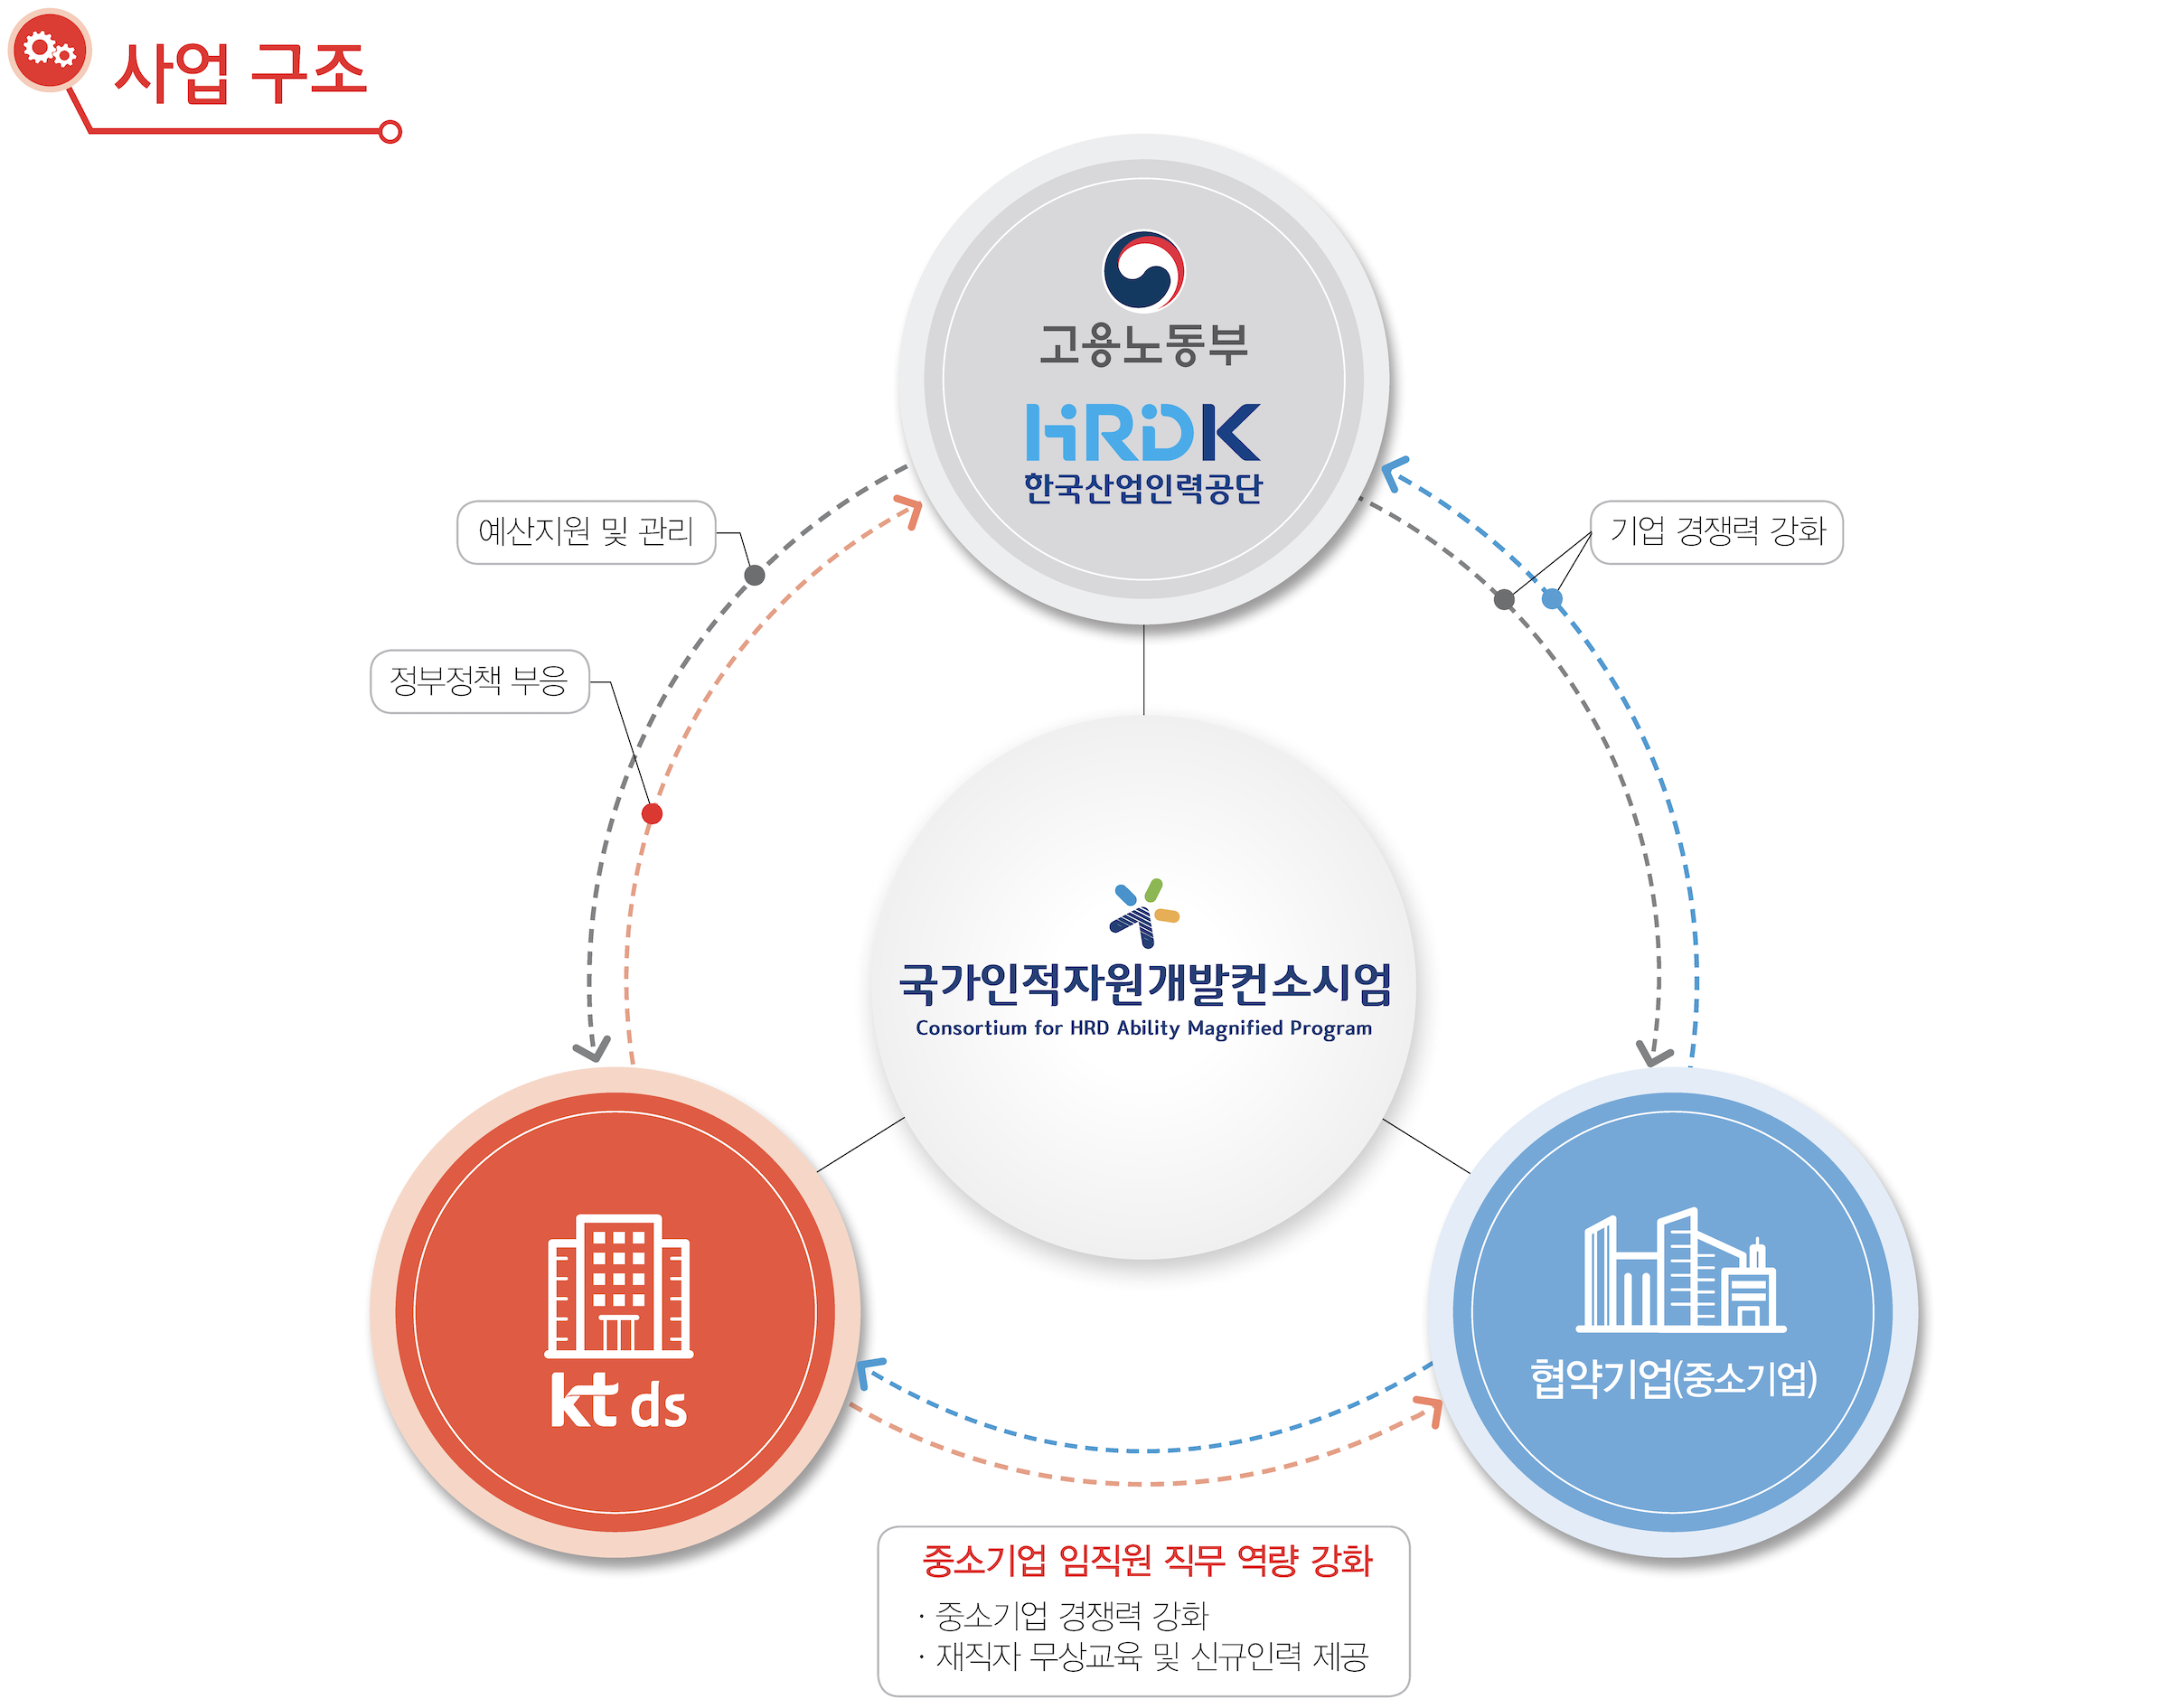 사업 구조
고용노동부
HRDK
한국산업인력공단
예산지원 및 관리
기업 경쟁력 강화
정부정책 부응
국가인적자원개발컨소시엄
Consortium for HRD Ability Magnified Program
kt ds
협약기업(중소기업)
중소기업 임직원 직무 역량 강화
· 중소기업 경쟁력 강화
· 재직자 무상교육 및 신규인력 제공